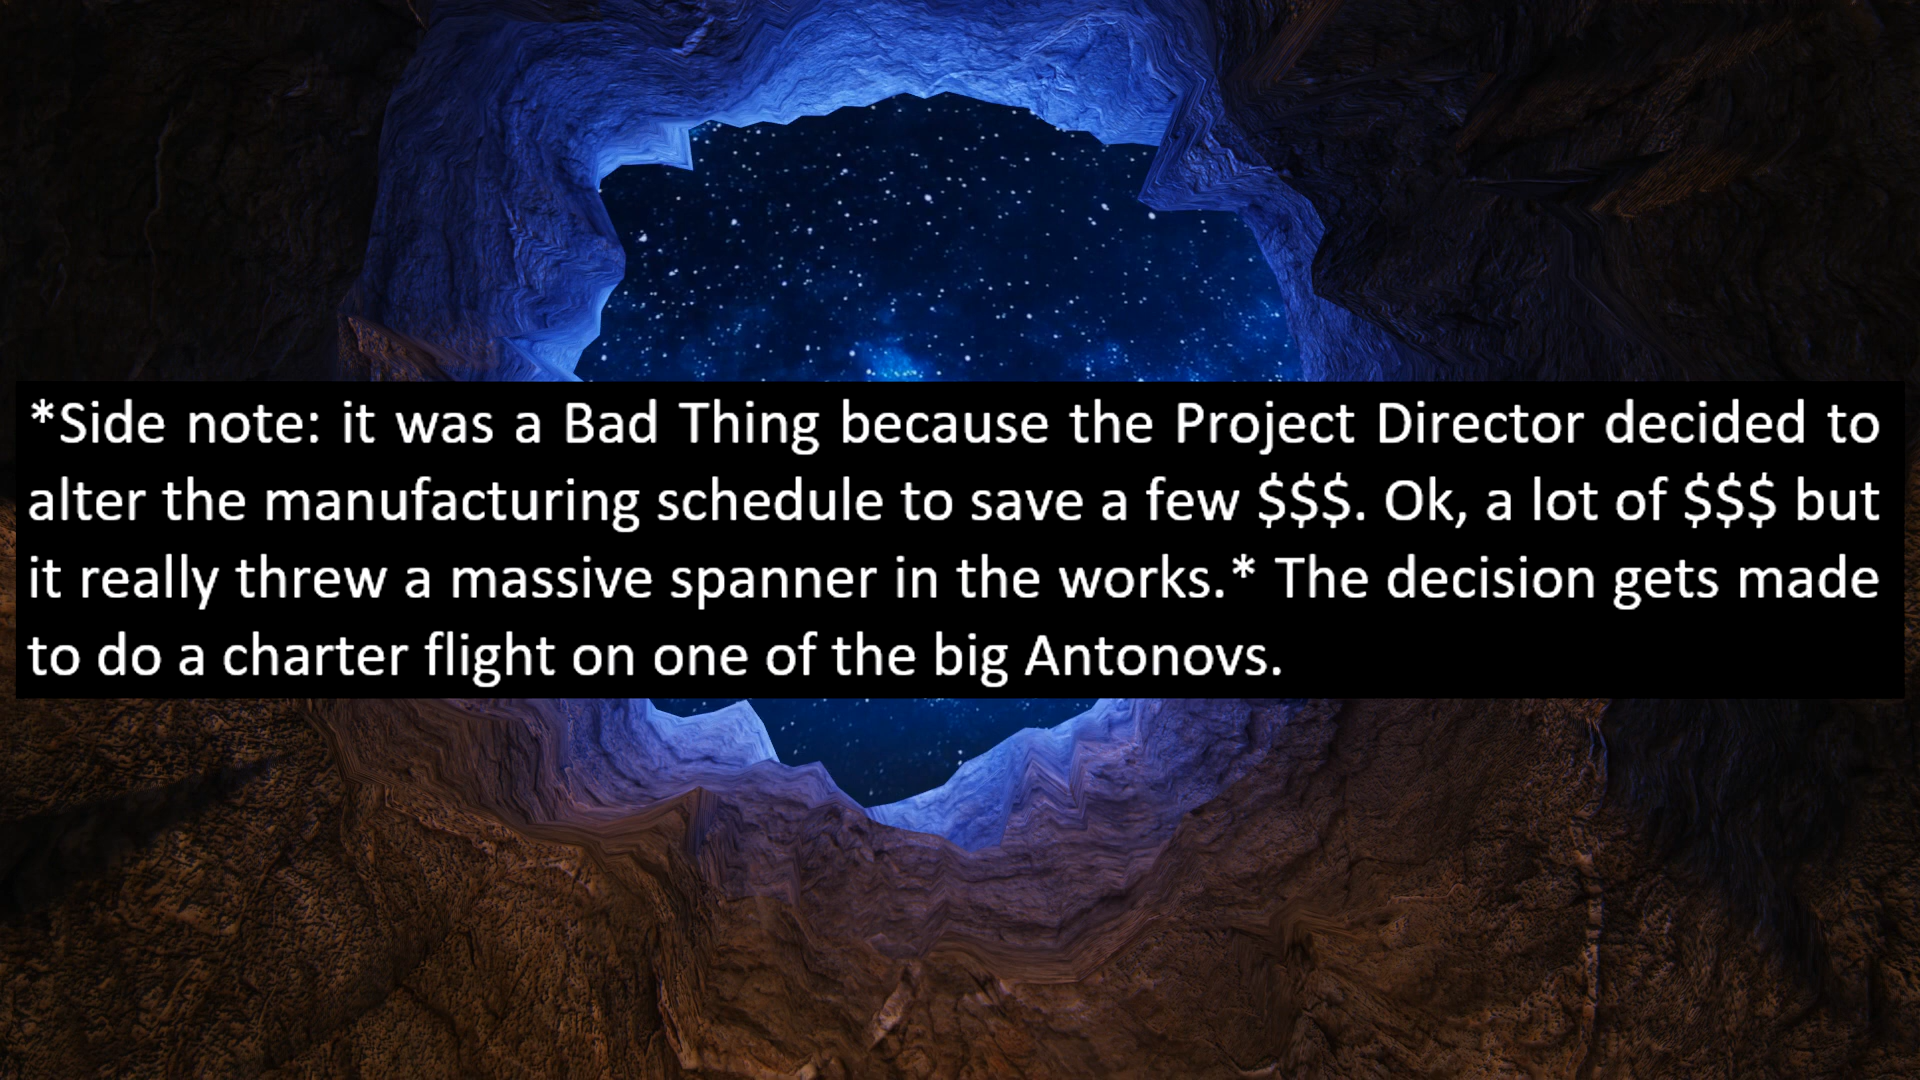 *Side note: it was a Bad Thing because the Project Director decided to
alter the manufacturing schedule to save a few $$$. Ok, a lot of $$$ but
it really threw a massive spanner in the works.* The decision gets made
to do a charter flight on one of the big Antonovs.